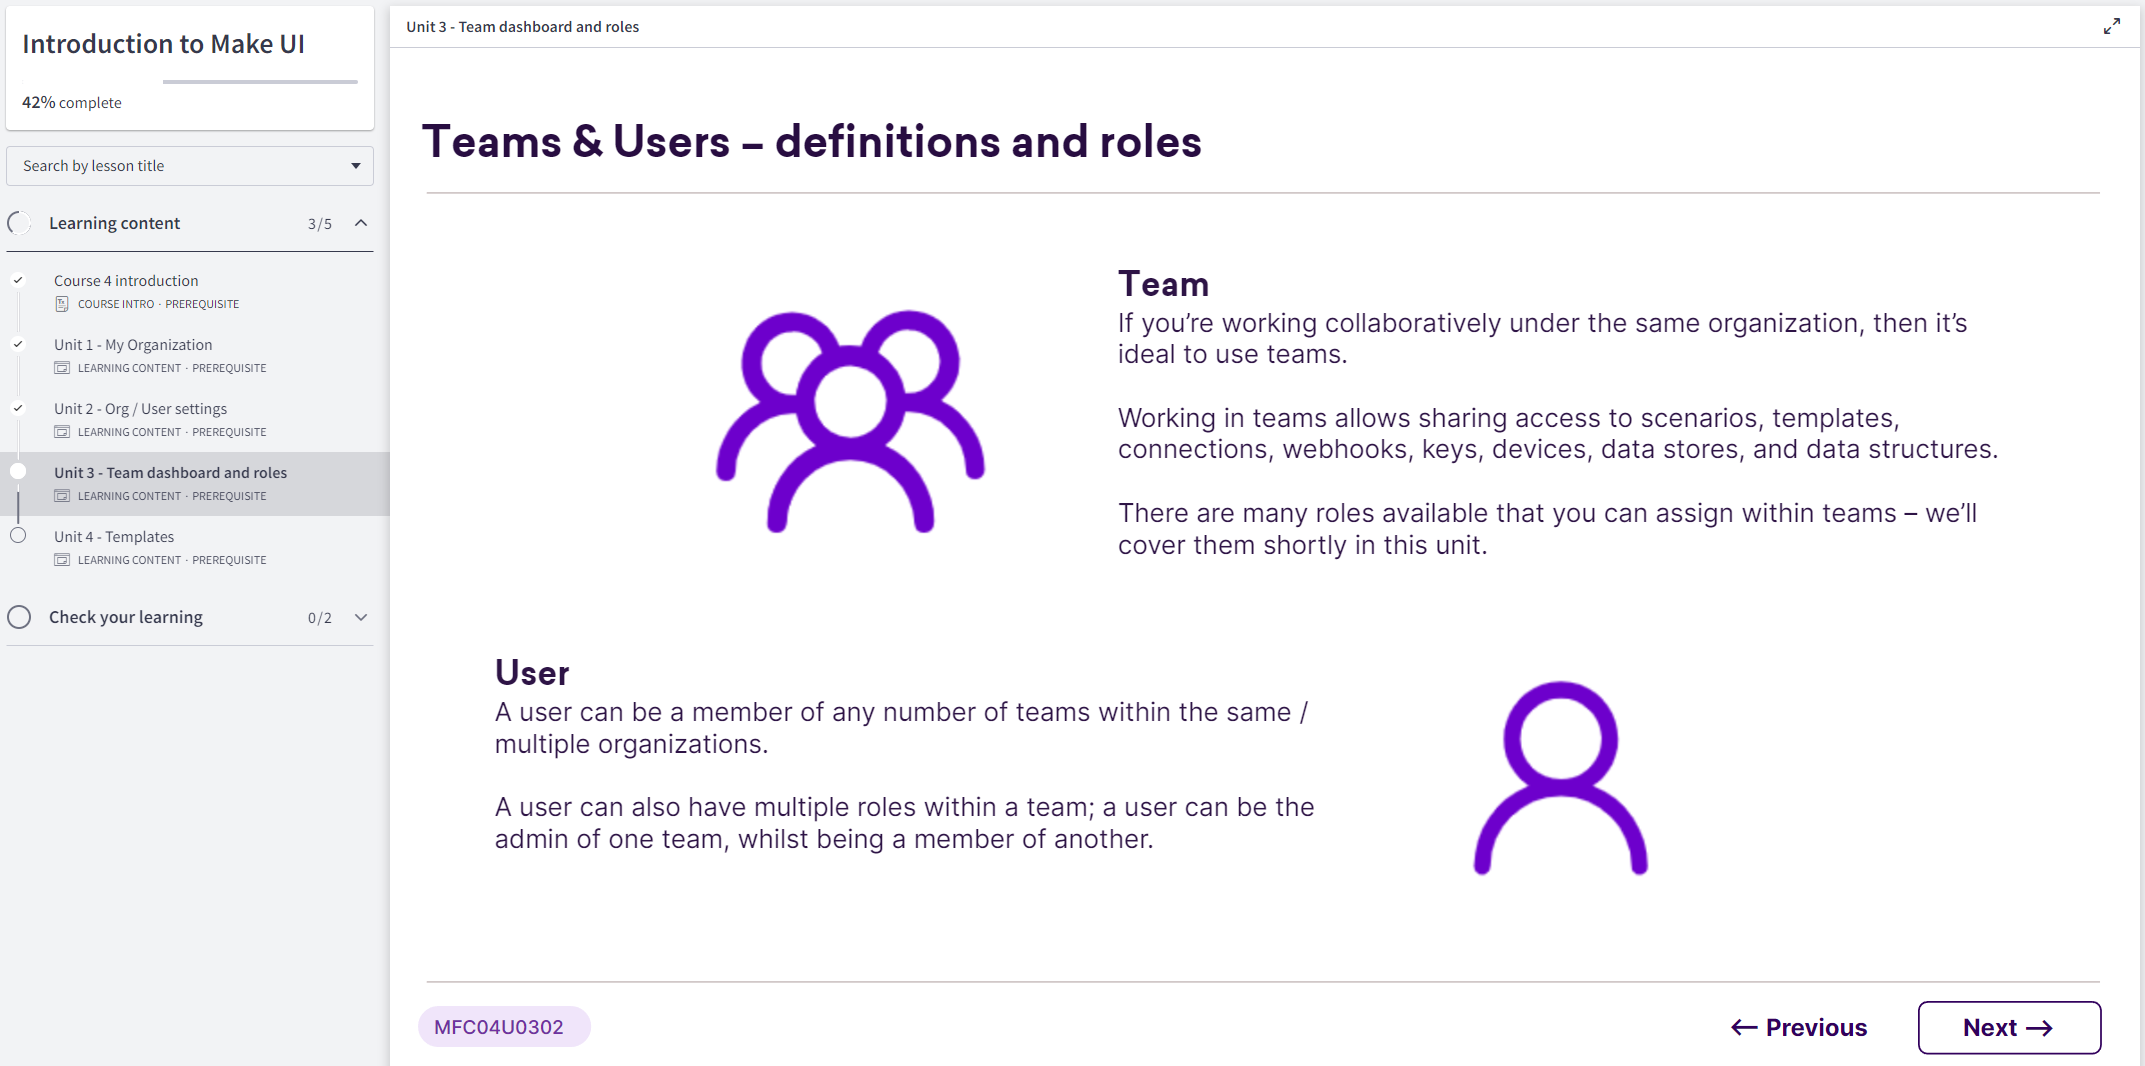 Introduction to Make UI
42% complete
Search by lesson title
Learning content 3/5
Course 4 introduction
COURSE INTRO · PREREQUISITE
Unit 1 - My Organization
LEARNING CONTENT · PREREQUISITE
Unit 2 - Org / User settings
LEARNING CONTENT · PREREQUISITE
Unit 3 - Team dashboard and roles
LEARNING CONTENT · PREREQUISITE
Unit 4 - Templates
LEARNING CONTENT · PREREQUISITE
Check your learning 0/2
Unit 3 - Team dashboard and roles
Teams & Users – definitions and roles
Team
If you’re working collaboratively under the same organization, then it’s
ideal to use teams.
Working in teams allows sharing access to scenarios, templates,
connections, webhooks, keys, devices, data stores, and data structures.
There are many roles available that you can assign within teams – we’ll
cover them shortly in this unit.
User
A user can be a member of any number of teams within the same /
multiple organizations.
A user can also have multiple roles within a team; a user can be the
admin of one team, whilst being a member of another.
MFC04U0302
← Previous
Next →